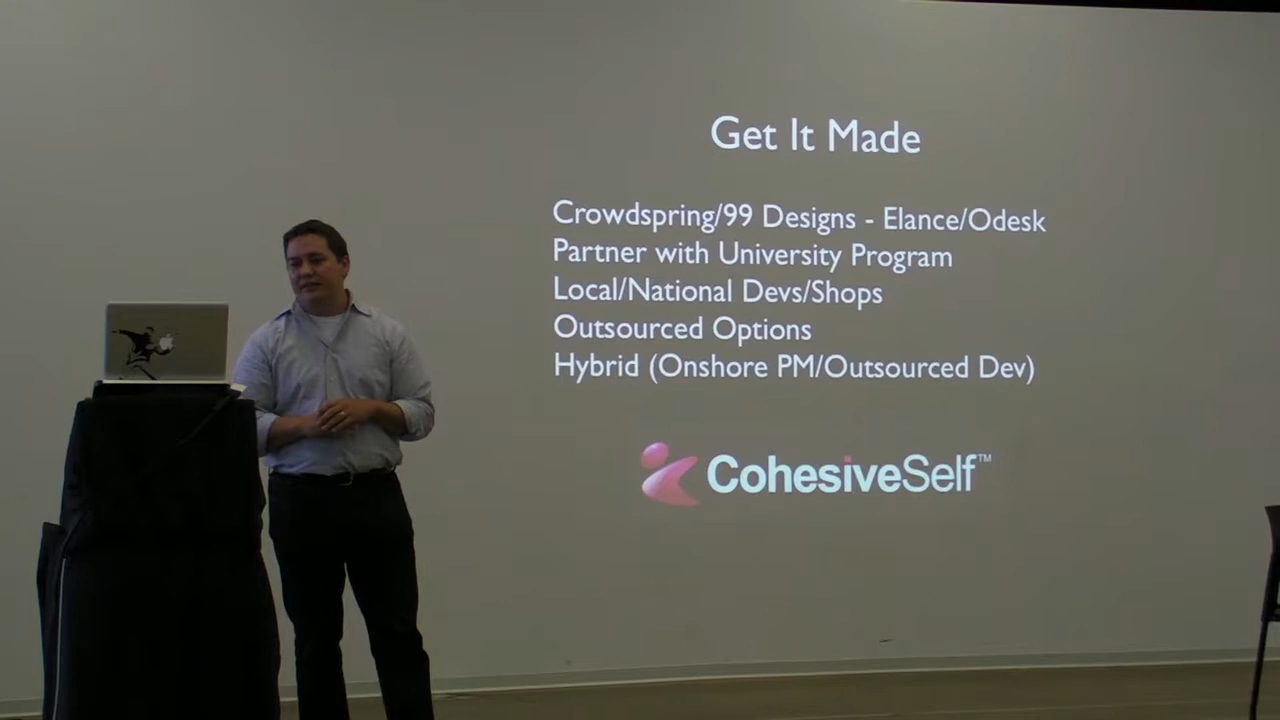 Get It Made
Crowdspring/99 Designs - Elance/Odesk
Partner with University Program
Local/National Devs/Shops
Outsourced Options
Hybrid (Onshore PM/Outsourced Dev)
CohesiveSelf™